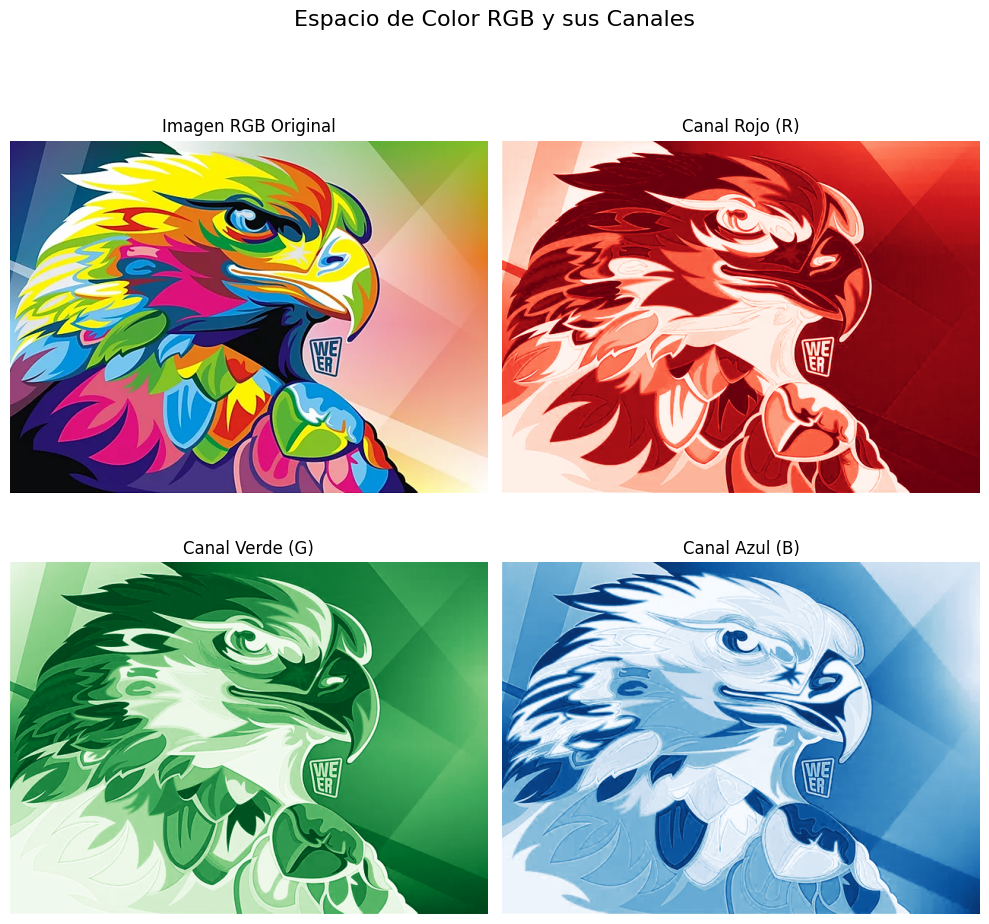 Espacio de Color RGB y sus Canales
Imagen RGB Original
Canal Rojo (R)
WE
ER
WE
ER
Canal Verde (G)
Canal Azul (B)
WE
ER
WE
ER